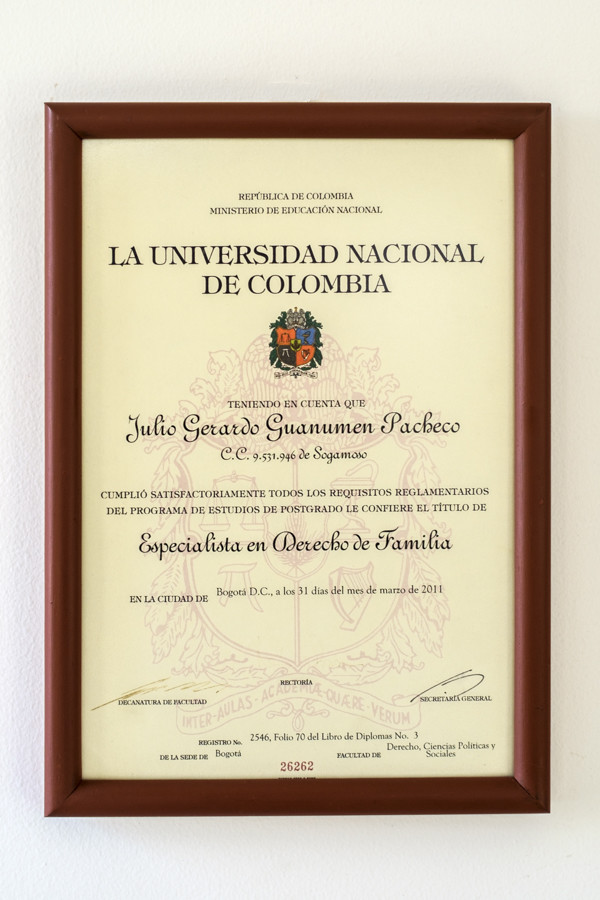 REPÚBLICA DE COLOMBIA
MINISTERIO DE EDUCACIÓN NACIONAL
LA UNIVERSIDAD NACIONAL
DE COLOMBIA
TENIENDO EN CUENTA QUE
Julio Gerardo Guanumen Pacheco
C.C. 9.531.946 de Sogamoso
CUMPLIÓ SATISFACTORIAMENTE TODOS LOS REQUISITOS REGLAMENTARIOS
DEL PROGRAMA DE ESTUDIOS DE POSTGRADO LE CONFIERE EL TÍTULO DE
Especialista en Derecho de Familia
EN LA CIUDAD DE Bogotá D.C., a los 31 días del mes de marzo de 2011
RECTORÍA
DECANATURA DE FACULTAD SECRETARÍA GENERAL
INTER · AULAS · ACADEMIÆ · QUÆRE · VERUM
REGISTRO No. 2546, Folio 70 del Libro de Diplomas No. 3
DE LA SEDE DE Bogotá FACULTAD DE Derecho, Ciencias Políticas y
Sociales
26262